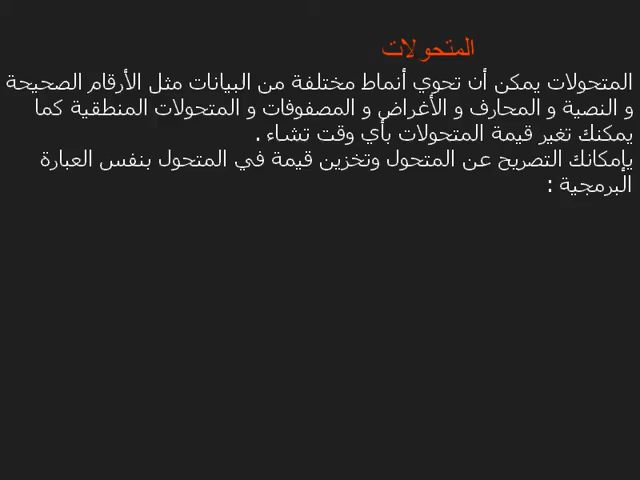 المتحولات
المتحولات يمكن أن تحوي أنماط مختلفة من البيانات مثل الأرقام الصحيحة
و النصية و المحارف و الأغراض و المصفوفات و المتحولات المنطقية كما
يمكنك تغير قيمة المتحولات بأي وقت تشاء .
يإمكانك التصريح عن المتحول وتخزين قيمة في المتحول بنفس العبارة
البرمجية :